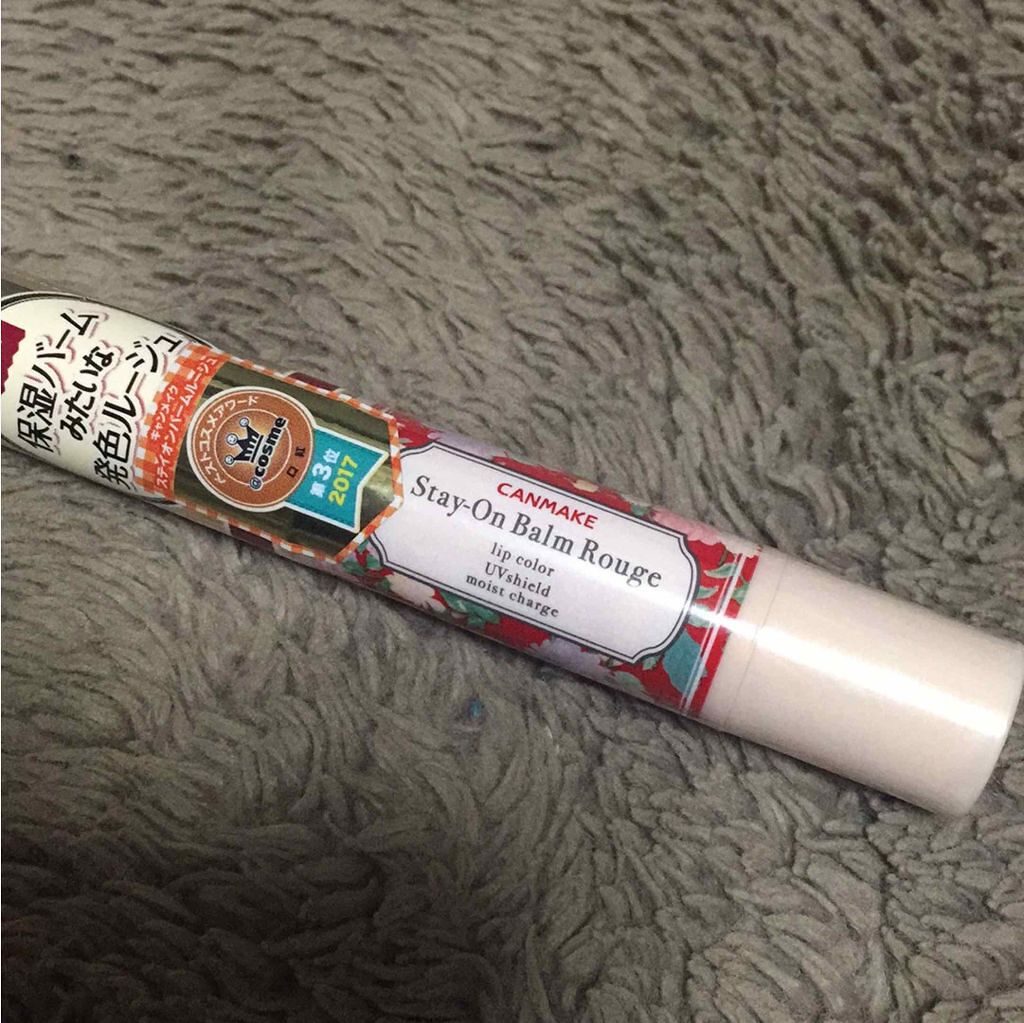 保湿リバーム
みたいな
発色ルージュ
キャンメイク
ステイオンバームルージュ
ベストコスメアワード
@cosme
口紅
第3位
2017
CANMAKE
Stay-On Balm Rouge
lip color
UVshield
moist charge